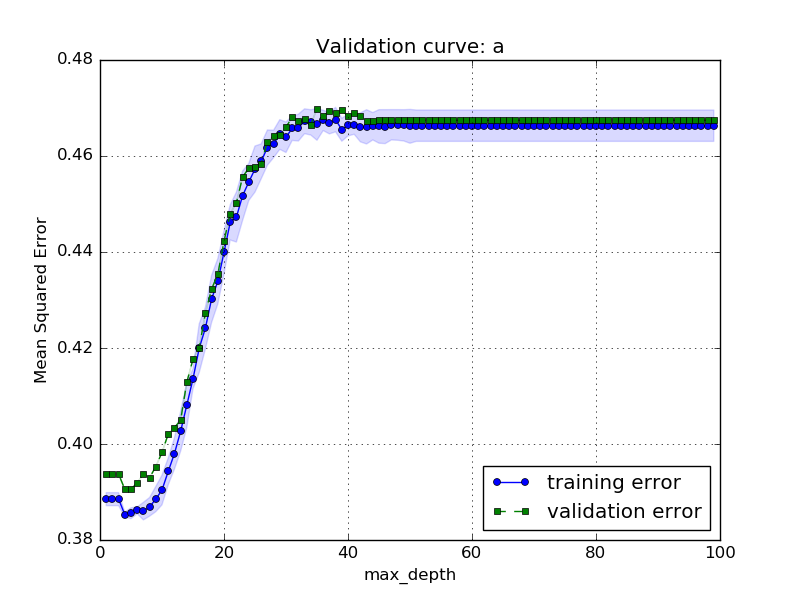 Validation curve: a
0.48
0.46
0.44
0.42
0.40
0.38
Mean Squared Error
0 20 40 60 80 100
max_depth
training error
validation error